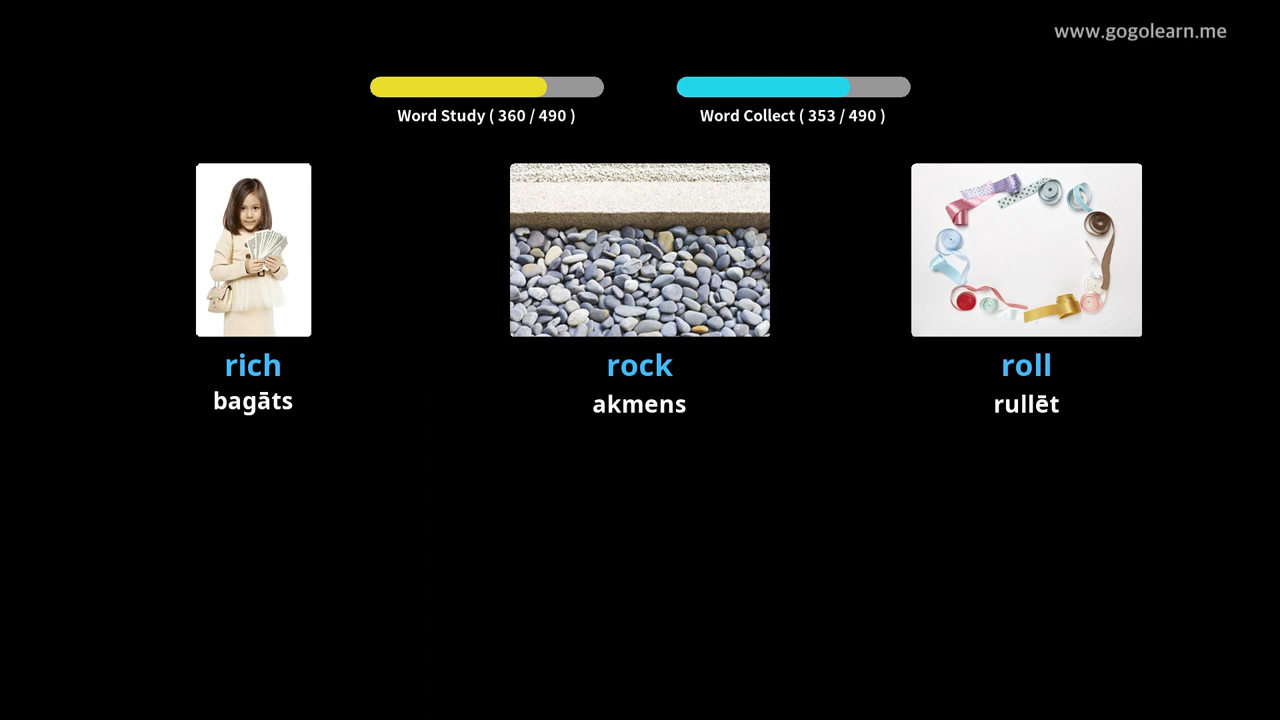 www.gogolearn.me
Word Study ( 360 / 490 )
Word Collect ( 353 / 490 )
rich
bagāts
rock
akmens
roll
rullēt